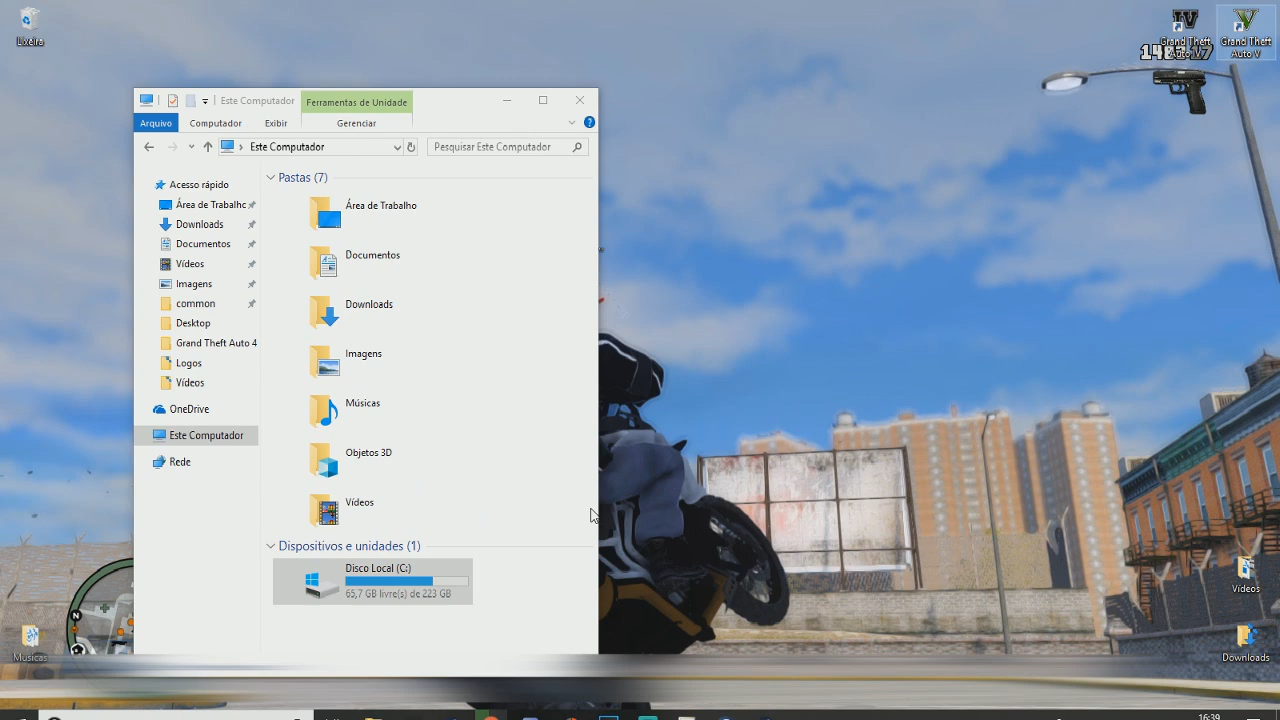 Lixeira
Grand Theft
Auto IV
Grand Theft
Auto V
Este Computador
Ferramentas de Unidade
Arquivo
Computador
Exibir
Gerenciar
Este Computador
Pesquisar Este Computador
Acesso rápido
Área de Trabalhc
Downloads
Documentos
Vídeos
Imagens
common
Desktop
Grand Theft Auto 4
Logos
Vídeos
OneDrive
Este Computador
Rede
Pastas (7)
Área de Trabalho
Documentos
Downloads
Imagens
Músicas
Objetos 3D
Vídeos
Dispositivos e unidades (1)
Disco Local (C:)
65,7 GB livre(s) de 223 GB
N
Músicas
Vídeos
Downloads
16:39